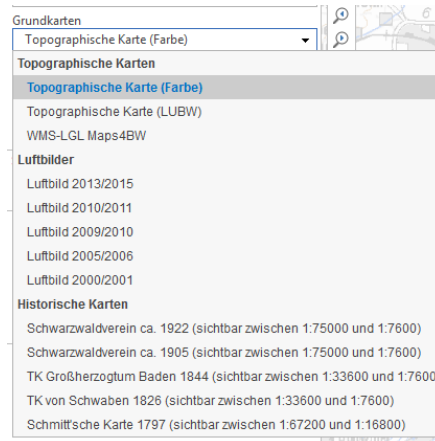 Grundkarten
Topographische Karte (Farbe)
Topographische Karten
Topographische Karte (Farbe)
Topographische Karte (LUBW)
WMS-LGL Maps4BW
Luftbilder
Luftbild 2013/2015
Luftbild 2010/2011
Luftbild 2009/2010
Luftbild 2005/2006
Luftbild 2000/2001
Historische Karten
Schwarzwaldverein ca. 1922 (sichtbar zwischen 1:75000 und 1:7600)
Schwarzwaldverein ca. 1905 (sichtbar zwischen 1:75000 und 1:7600)
TK Großherzogtum Baden 1844 (sichtbar zwischen 1:33600 und 1:7600
TK von Schwaben 1826 (sichtbar zwischen 1:33600 und 1:7600)
Schmitt'sche Karte 1797 (sichtbar zwischen 1:67200 und 1:16800)